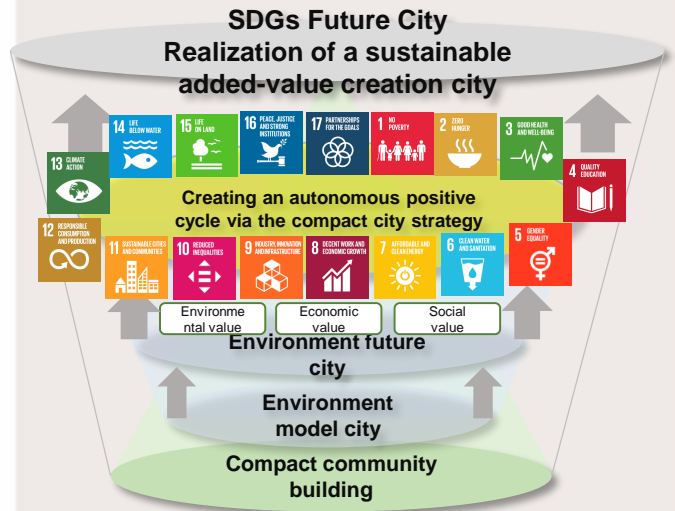 SDGs Future City
Realization of a sustainable
added-value creation city
14 LIFE
BELOW WATER
15 LIFE
ON LAND
16 PEACE, JUSTICE
AND STRONG
INSTITUTIONS
17 PARTNERSHIPS
FOR THE GOALS
1 NO
POVERTY
2 ZERO
HUNGER
3 GOOD HEALTH
AND WELL-BEING
13 CLIMATE
ACTION
4 QUALITY
EDUCATION
Creating an autonomous positive
cycle via the compact city strategy
12 RESPONSIBLE
CONSUMPTION
AND PRODUCTION
11 SUSTAINABLE CITIES
AND COMMUNITIES
10 REDUCED
INEQUALITIES
9 INDUSTRY, INNOVATION
AND INFRASTRUCTURE
8 DECENT WORK AND
ECONOMIC GROWTH
7 AFFORDABLE AND
CLEAN ENERGY
6 CLEAN WATER
AND SANITATION
5 GENDER
EQUALITY
Environme
ntal value
Economic
value
Social
value
Environment future
city
Environment
model city
Compact community
building